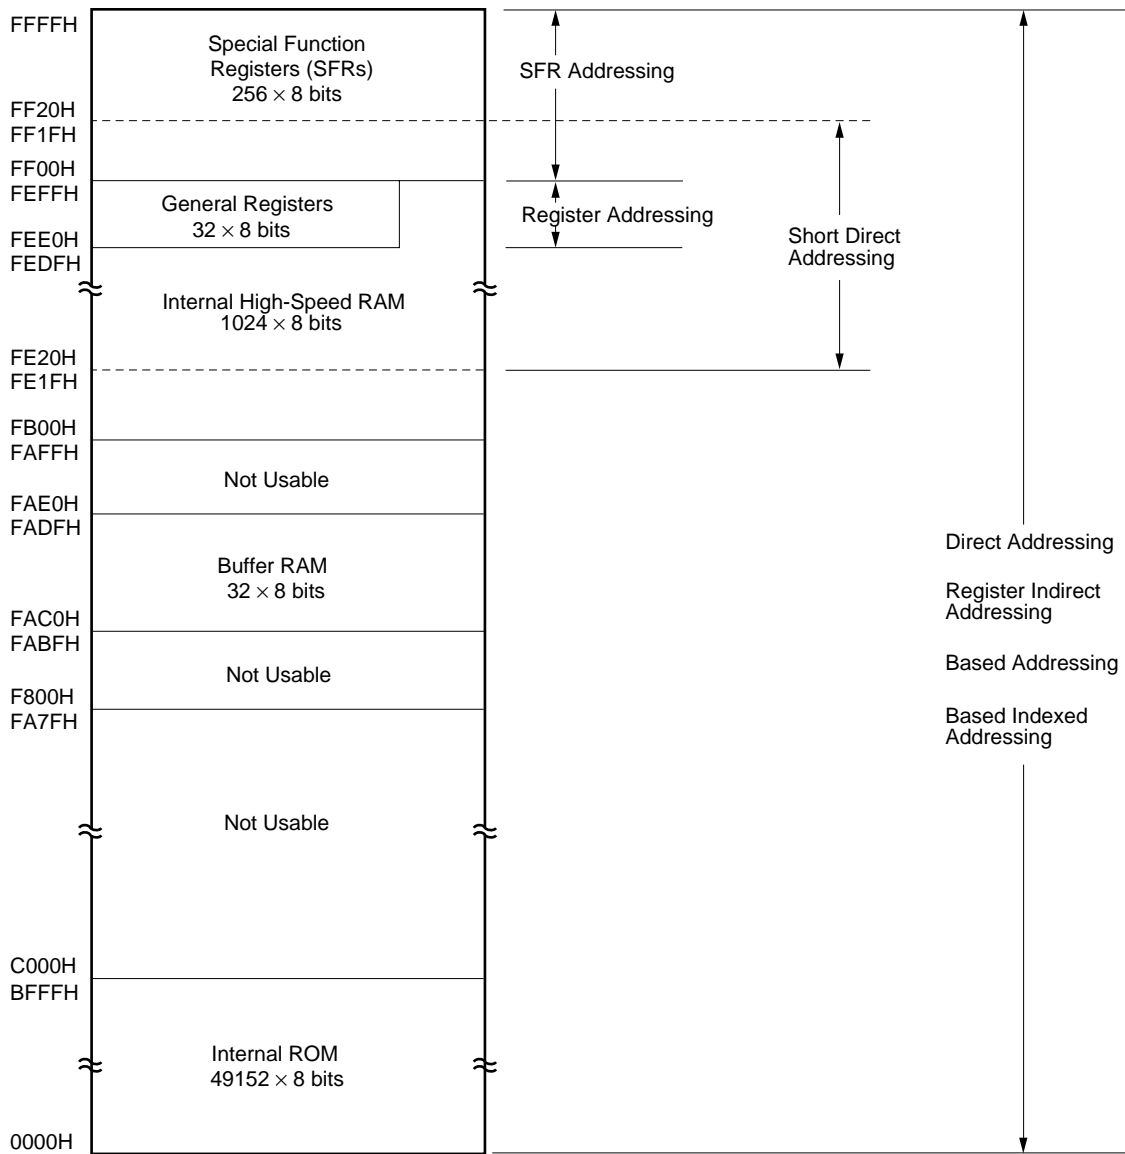 FFFFH
Special Function
Registers (SFRs)
256 × 8 bits
SFR Addressing
FF20H
FF1FH
FF00H
FEFFH
General Registers
32 × 8 bits
Register Addressing
Short Direct
Addressing
FEE0H
FEDFH
Internal High-Speed RAM
1024 × 8 bits
FE20H
FE1FH
FB00H
FAFFH
Not Usable
FAE0H
FADFH
Buffer RAM
32 × 8 bits
FAC0H
FABFH
Not Usable
F800H
FA7FH
Not Usable
C000H
BFFFH
Internal ROM
49152 × 8 bits
0000H
Direct Addressing
Register Indirect
Addressing
Based Addressing
Based Indexed
Addressing